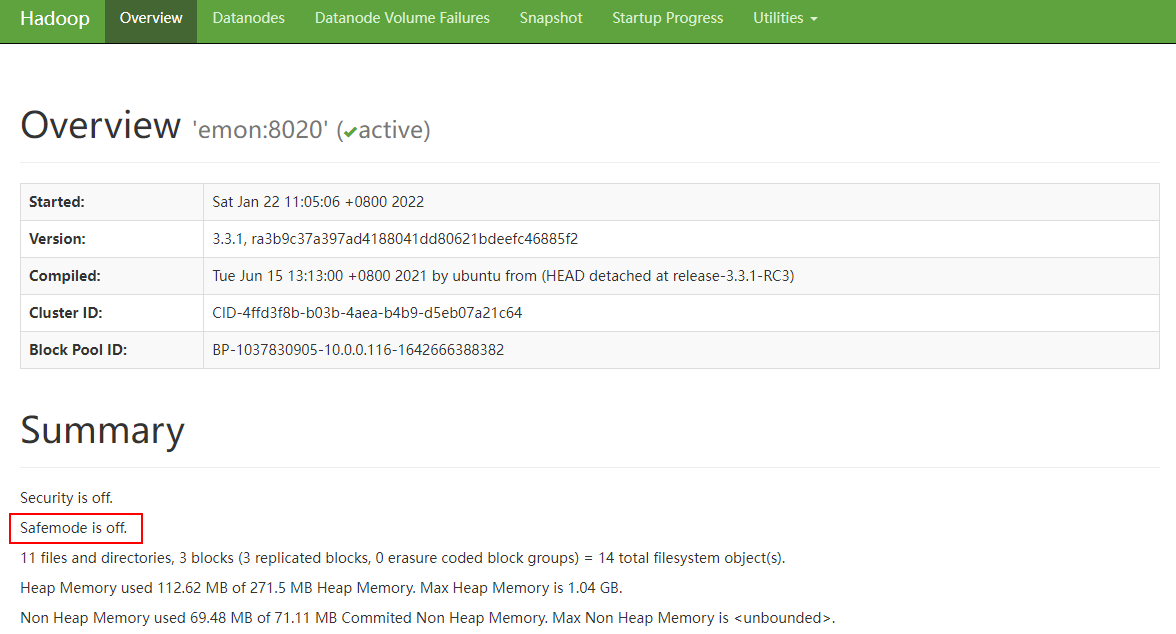 Hadoop Overview Datanodes Datanode Volume Failures Snapshot Startup Progress Utilities
Overview 'emon:8020' (✔active)
Started: Sat Jan 22 11:05:06 +0800 2022
Version: 3.3.1, ra3b9c37a397ad4188041dd80621bdeefc46885f2
Compiled: Tue Jun 15 13:13:00 +0800 2021 by ubuntu from (HEAD detached at release-3.3.1-RC3)
Cluster ID: CID-4ffd3f8b-b03b-4aea-b4b9-d5eb07a21c64
Block Pool ID: BP-1037830905-10.0.0.116-1642666388382
Summary
Security is off.
Safemode is off.
11 files and directories, 3 blocks (3 replicated blocks, 0 erasure coded block groups) = 14 total filesystem object(s).
Heap Memory used 112.62 MB of 271.5 MB Heap Memory. Max Heap Memory is 1.04 GB.
Non Heap Memory used 69.48 MB of 71.11 MB Commited Non Heap Memory. Max Non Heap Memory is <unbounded>.